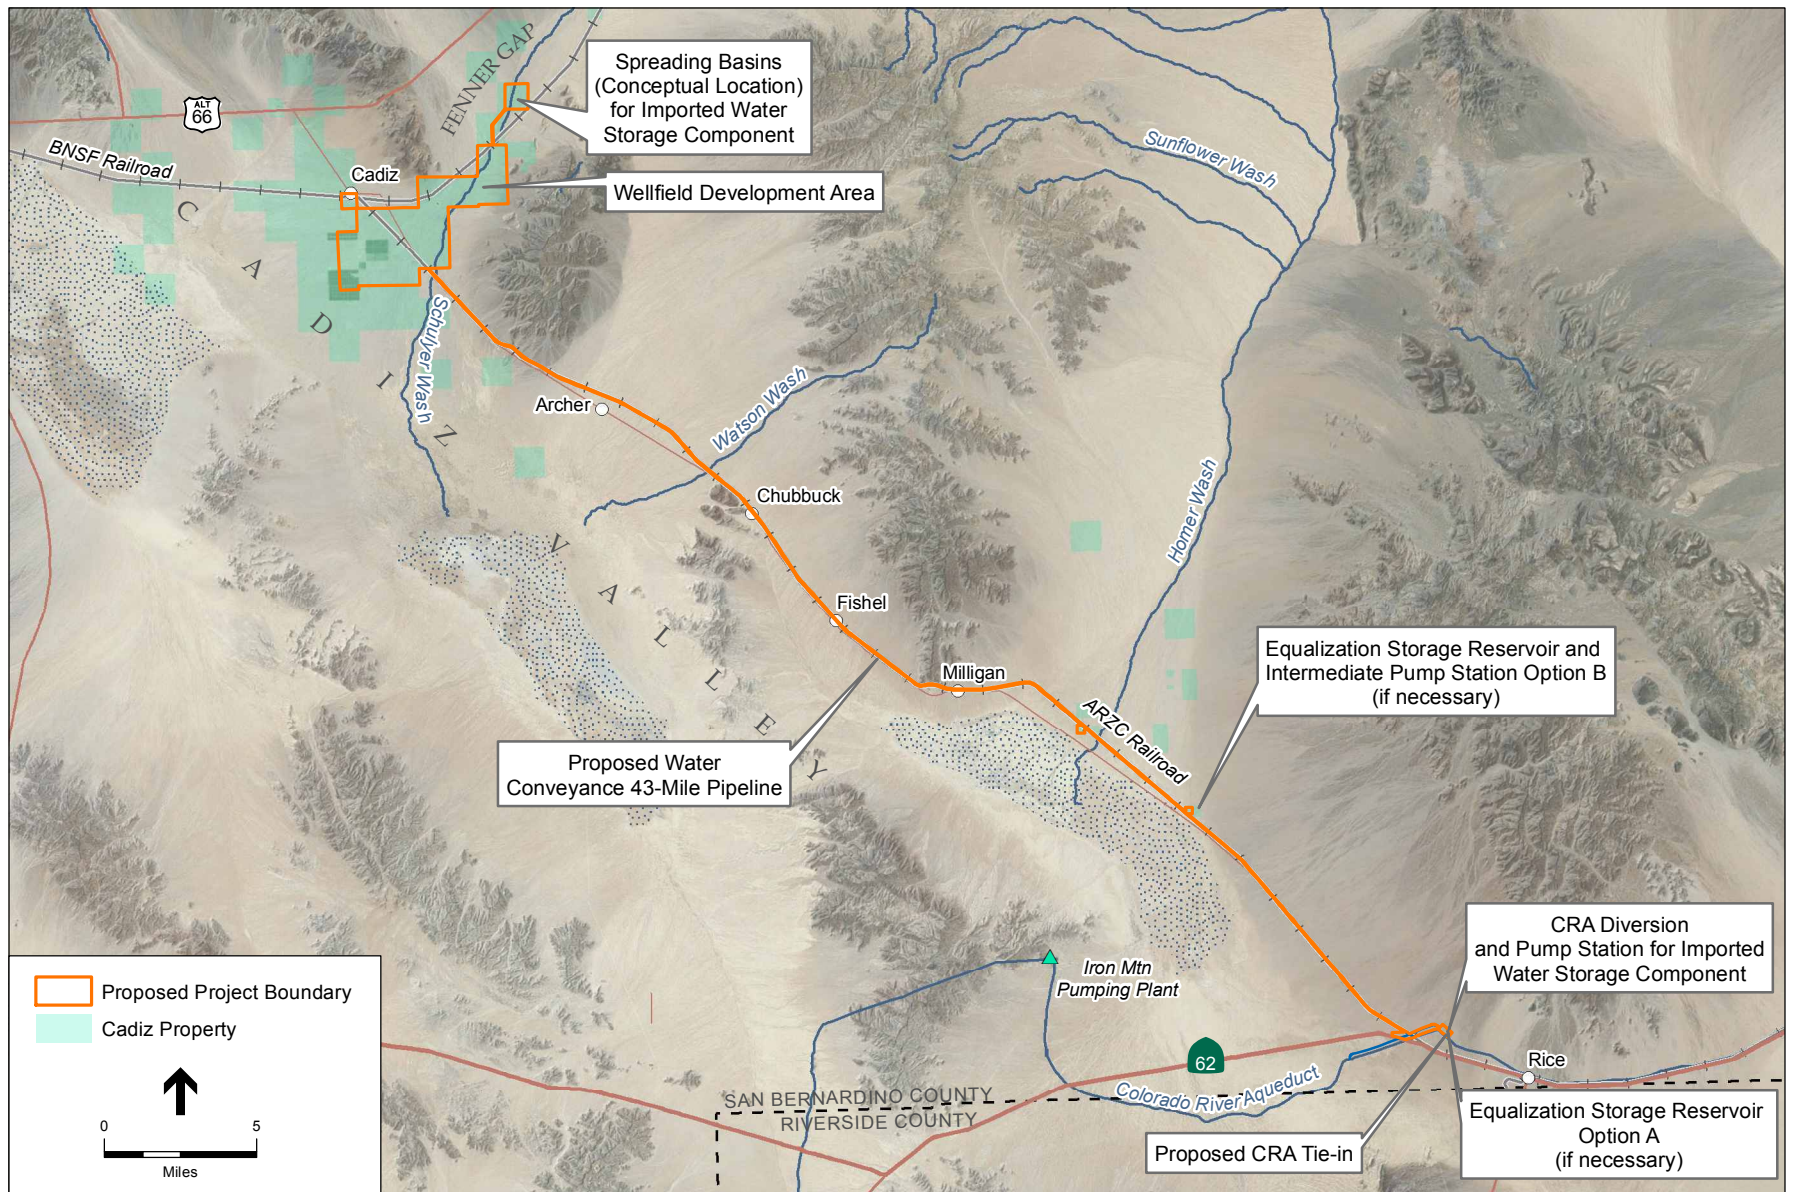 FENNER GAP
Spreading Basins
(Conceptual Location)
for Imported Water
Storage Component
ALT
66
BNSF Railroad
Cadiz
Wellfield Development Area
Sunflower Wash
CADIZ VALLEY
Schulyer Wash
Archer
Watson Wash
Chubbuck
Homer Wash
Fishel
Milligan
Equalization Storage Reservoir and
Intermediate Pump Station Option B
(if necessary)
ARZC Railroad
Proposed Water
Conveyance 43-Mile Pipeline
CRA Diversion
and Pump Station for Imported
Water Storage Component
Iron Mtn
Pumping Plant
Proposed Project Boundary
Cadiz Property
0 5
Miles
62
Rice
Colorado River Aqueduct
SAN BERNARDINO COUNTY
RIVERSIDE COUNTY
Equalization Storage Reservoir
Option A
(if necessary)
Proposed CRA Tie-in